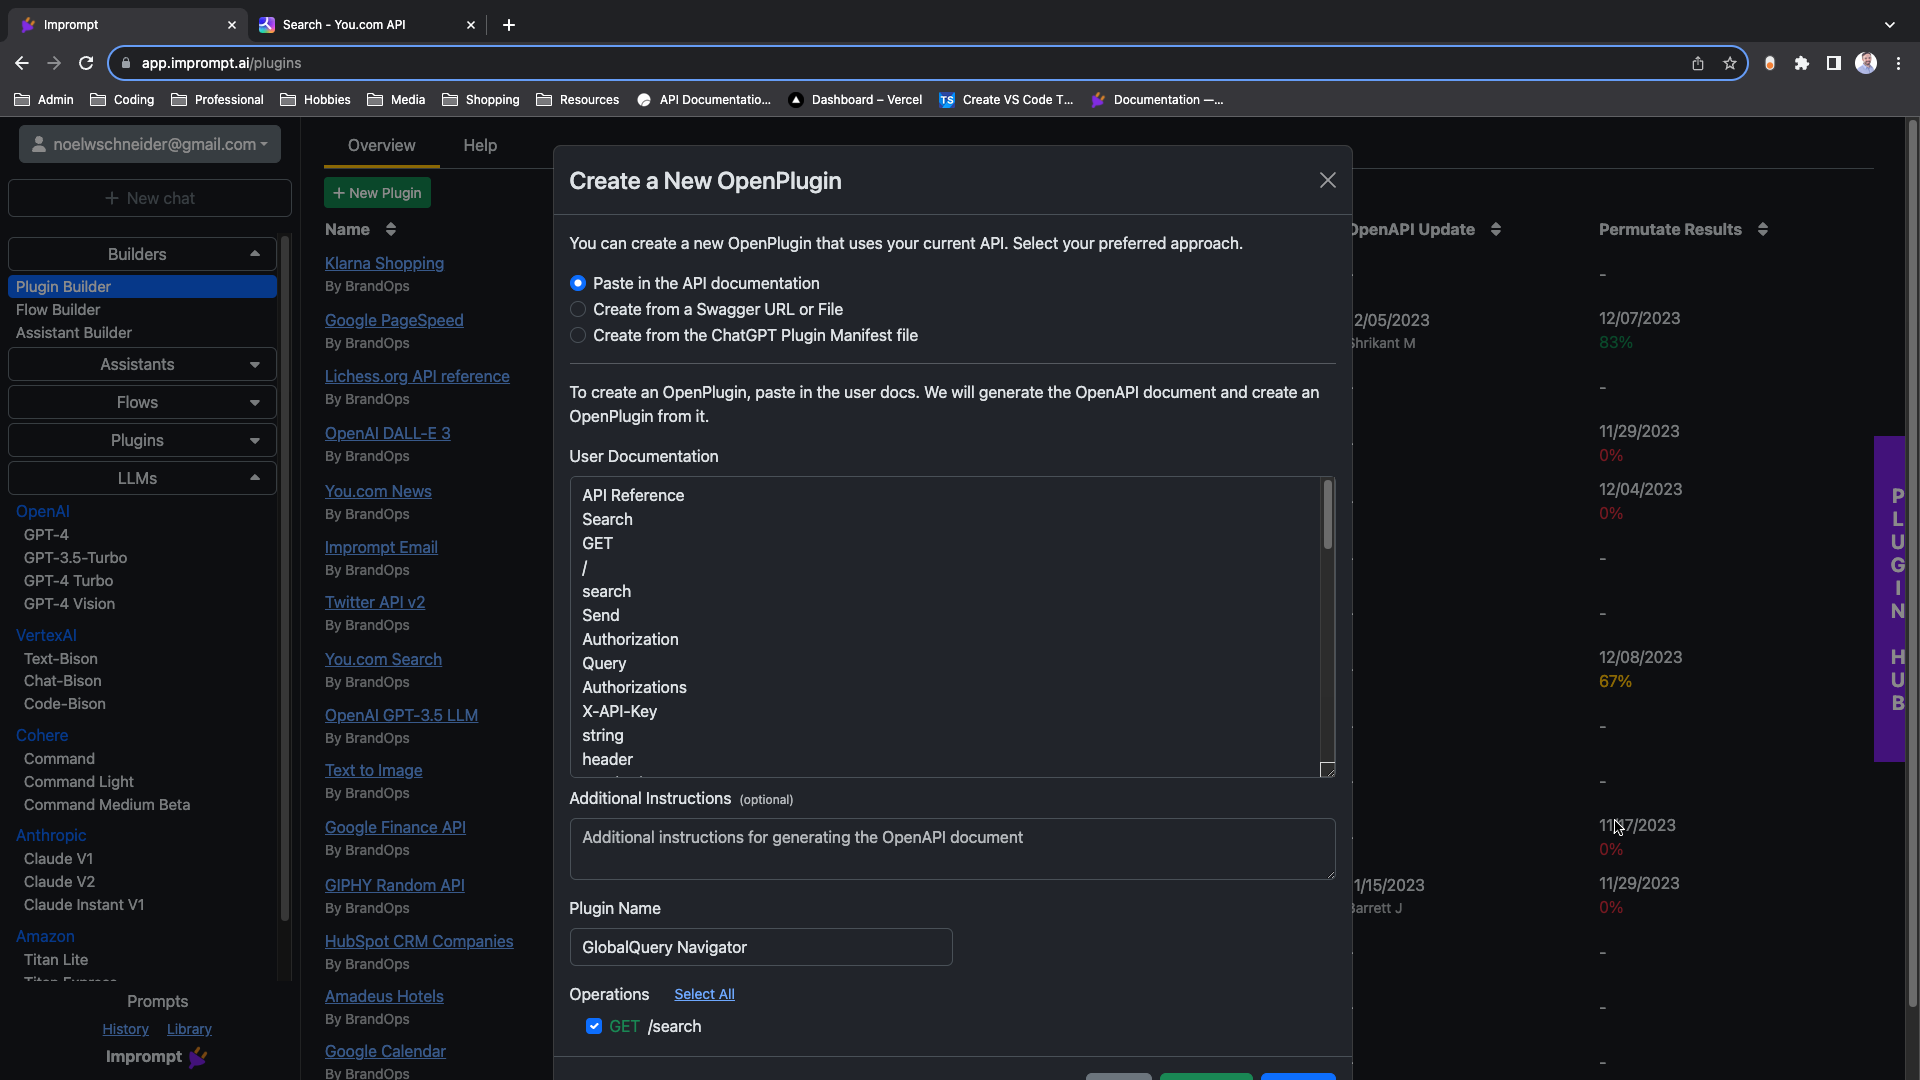 Imprompt
Search - You.com API
app.imprompt.ai/plugins
Admin
Coding
Professional
Hobbies
Media
Shopping
Resources
API Documentatio...
Dashboard – Vercel
TS
Create VS Code T...
Documentation —...
noelwschneider@gmail.com
+ New chat
Builders
Plugin Builder
Flow Builder
Assistant Builder
Assistants
Flows
Plugins
LLMs
OpenAI
GPT-4
GPT-3.5-Turbo
GPT-4 Turbo
GPT-4 Vision
VertexAI
Text-Bison
Chat-Bison
Code-Bison
Cohere
Command
Command Light
Command Medium Beta
Anthropic
Claude V1
Claude V2
Claude Instant V1
Amazon
Titan Lite
Titan Express
Prompts
History
Library
Imprompt
Overview
Help
+ New Plugin
Name
Klarna Shopping
By BrandOps
Google PageSpeed
By BrandOps
Lichess.org API reference
By BrandOps
OpenAI DALL-E 3
By BrandOps
You.com News
By BrandOps
Imprompt Email
By BrandOps
Twitter API v2
By BrandOps
You.com Search
By BrandOps
OpenAI GPT-3.5 LLM
By BrandOps
Text to Image
By BrandOps
Google Finance API
By BrandOps
GIPHY Random API
By BrandOps
HubSpot CRM Companies
By BrandOps
Amadeus Hotels
By BrandOps
Google Calendar
By BrandOps
Create a New OpenPlugin
You can create a new OpenPlugin that uses your current API. Select your preferred approach.
Paste in the API documentation
Create from a Swagger URL or File
Create from the ChatGPT Plugin Manifest file
To create an OpenPlugin, paste in the user docs. We will generate the OpenAPI document and create an
OpenPlugin from it.
User Documentation
API Reference
Search
GET
/
search
Send
Authorization
Query
Authorizations
X-API-Key
string
header
Additional Instructions (optional)
Additional instructions for generating the OpenAPI document
Plugin Name
GlobalQuery Navigator
Operations
Select All
GET /search
OpenAPI Update
Permutate Results
-
2/05/2023
Shrikant M
12/07/2023
83%
-
11/29/2023
0%
12/04/2023
0%
-
-
12/08/2023
67%
-
-
11/17/2023
0%
1/15/2023
Barrett J
11/29/2023
0%
-
-
-
PLUGIN HUB